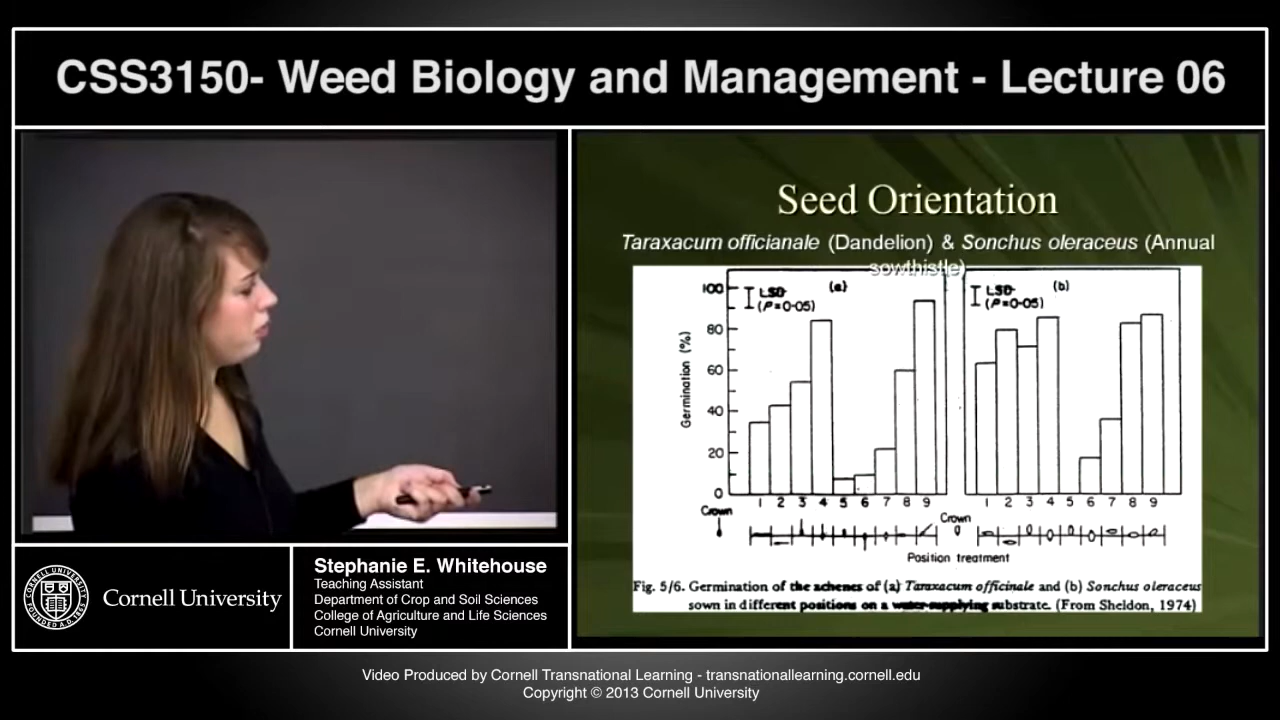 CSS3150- Weed Biology and Management - Lecture 06
Seed Orientation
Taraxacum officianale (Dandelion) & Sonchus oleraceus (Annual
sowthistle)
100 LSD (a) LSD (b)
(P=0·05) (P=0·05)
80
60
Germination (%)
40
20
0
1 2 3 4 5 6 7 8 9 1 2 3 4 5 6 7 8 9
Crown Crown
Position treatment
Fig. 5/6. Germination of the achenes of (a) Taraxacum officinale and (b) Sonchus oleraceus
sown in different positions on a water-supplying substrate. (From Sheldon, 1974)
CORNELL UNIVERSITY
FOUNDED A.D. 1865
Cornell University
Stephanie E. Whitehouse
Teaching Assistant
Department of Crop and Soil Sciences
College of Agriculture and Life Sciences
Cornell University
Video Produced by Cornell Transnational Learning - transnationallearning.cornell.edu
Copyright © 2013 Cornell University